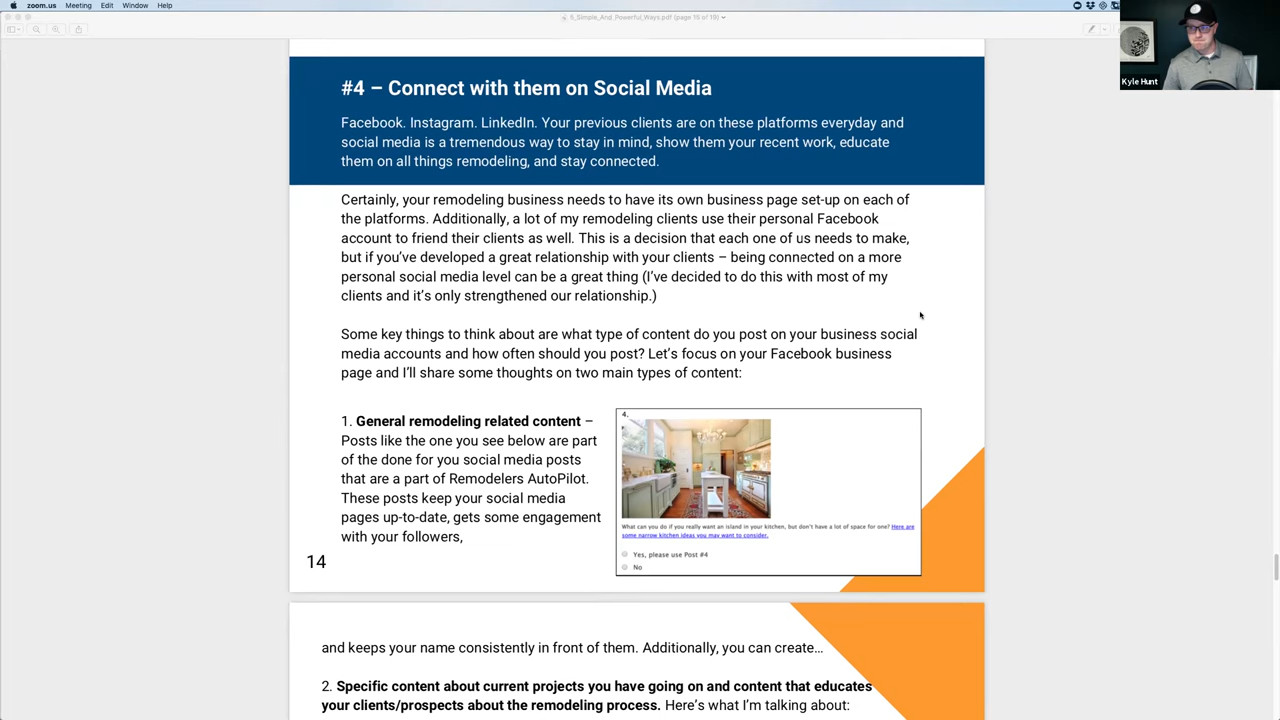 zoom.us Meeting Edit Window Help
5_Simple_And_Powerful_Ways.pdf (page 15 of 19)
Kyle Hunt
#4 – Connect with them on Social Media
Facebook. Instagram. LinkedIn. Your previous clients are on these platforms everyday and
social media is a tremendous way to stay in mind, show them your recent work, educate
them on all things remodeling, and stay connected.
Certainly, your remodeling business needs to have its own business page set-up on each of
the platforms. Additionally, a lot of my remodeling clients use their personal Facebook
account to friend their clients as well. This is a decision that each one of us needs to make,
but if you’ve developed a great relationship with your clients – being connected on a more
personal social media level can be a great thing (I’ve decided to do this with most of my
clients and it’s only strengthened our relationship.)
Some key things to think about are what type of content do you post on your business social
media accounts and how often should you post? Let’s focus on your Facebook business
page and I’ll share some thoughts on two main types of content:
1. General remodeling related content –
Posts like the one you see below are part
of the done for you social media posts
that are a part of Remodelers AutoPilot.
These posts keep your social media
pages up-to-date, gets some engagement
with your followers,
4.
What can you do if you really want an island in your kitchen, but don't have a lot of space for one? Here are
some narrow kitchen ideas you may want to consider.
Yes, please use Post #4
No
14
and keeps your name consistently in front of them. Additionally, you can create…
2. Specific content about current projects you have going on and content that educates
your clients/prospects about the remodeling process. Here’s what I’m talking about: